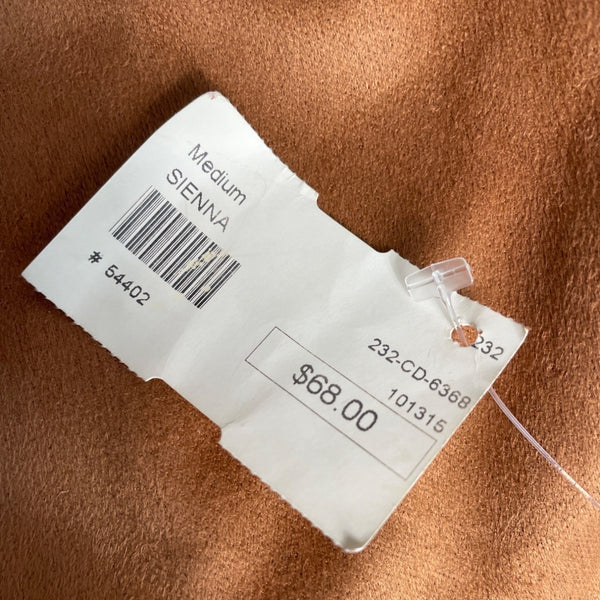 Medium
SIENNA
# 54402
232
232-CD-6368
101315
$68.00